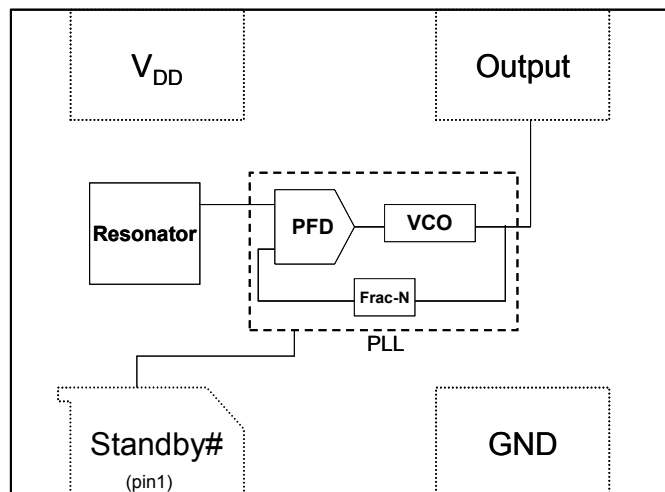 VDD
Output
Resonator
PFD
VCO
Frac-N
PLL
Standby#
(pin1)
GND